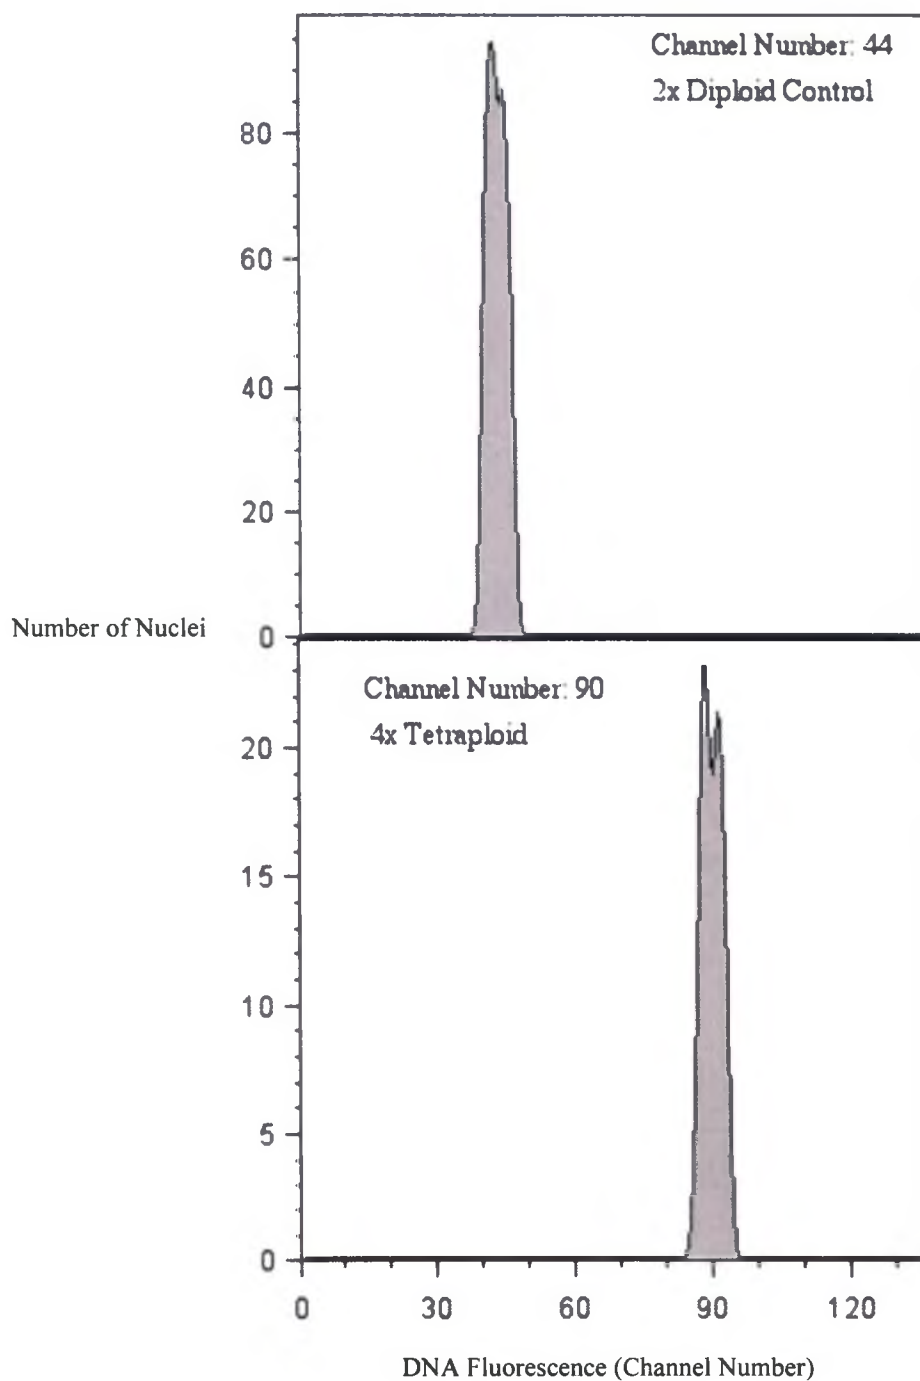 Channel Number: 44
2x Diploid Control
80
60
40
20
Number of Nuclei
0
Channel Number: 90
4x Tetraploid
20
15
10
5
0
0 30 60 90 120
DNA Fluorescence (Channel Number)